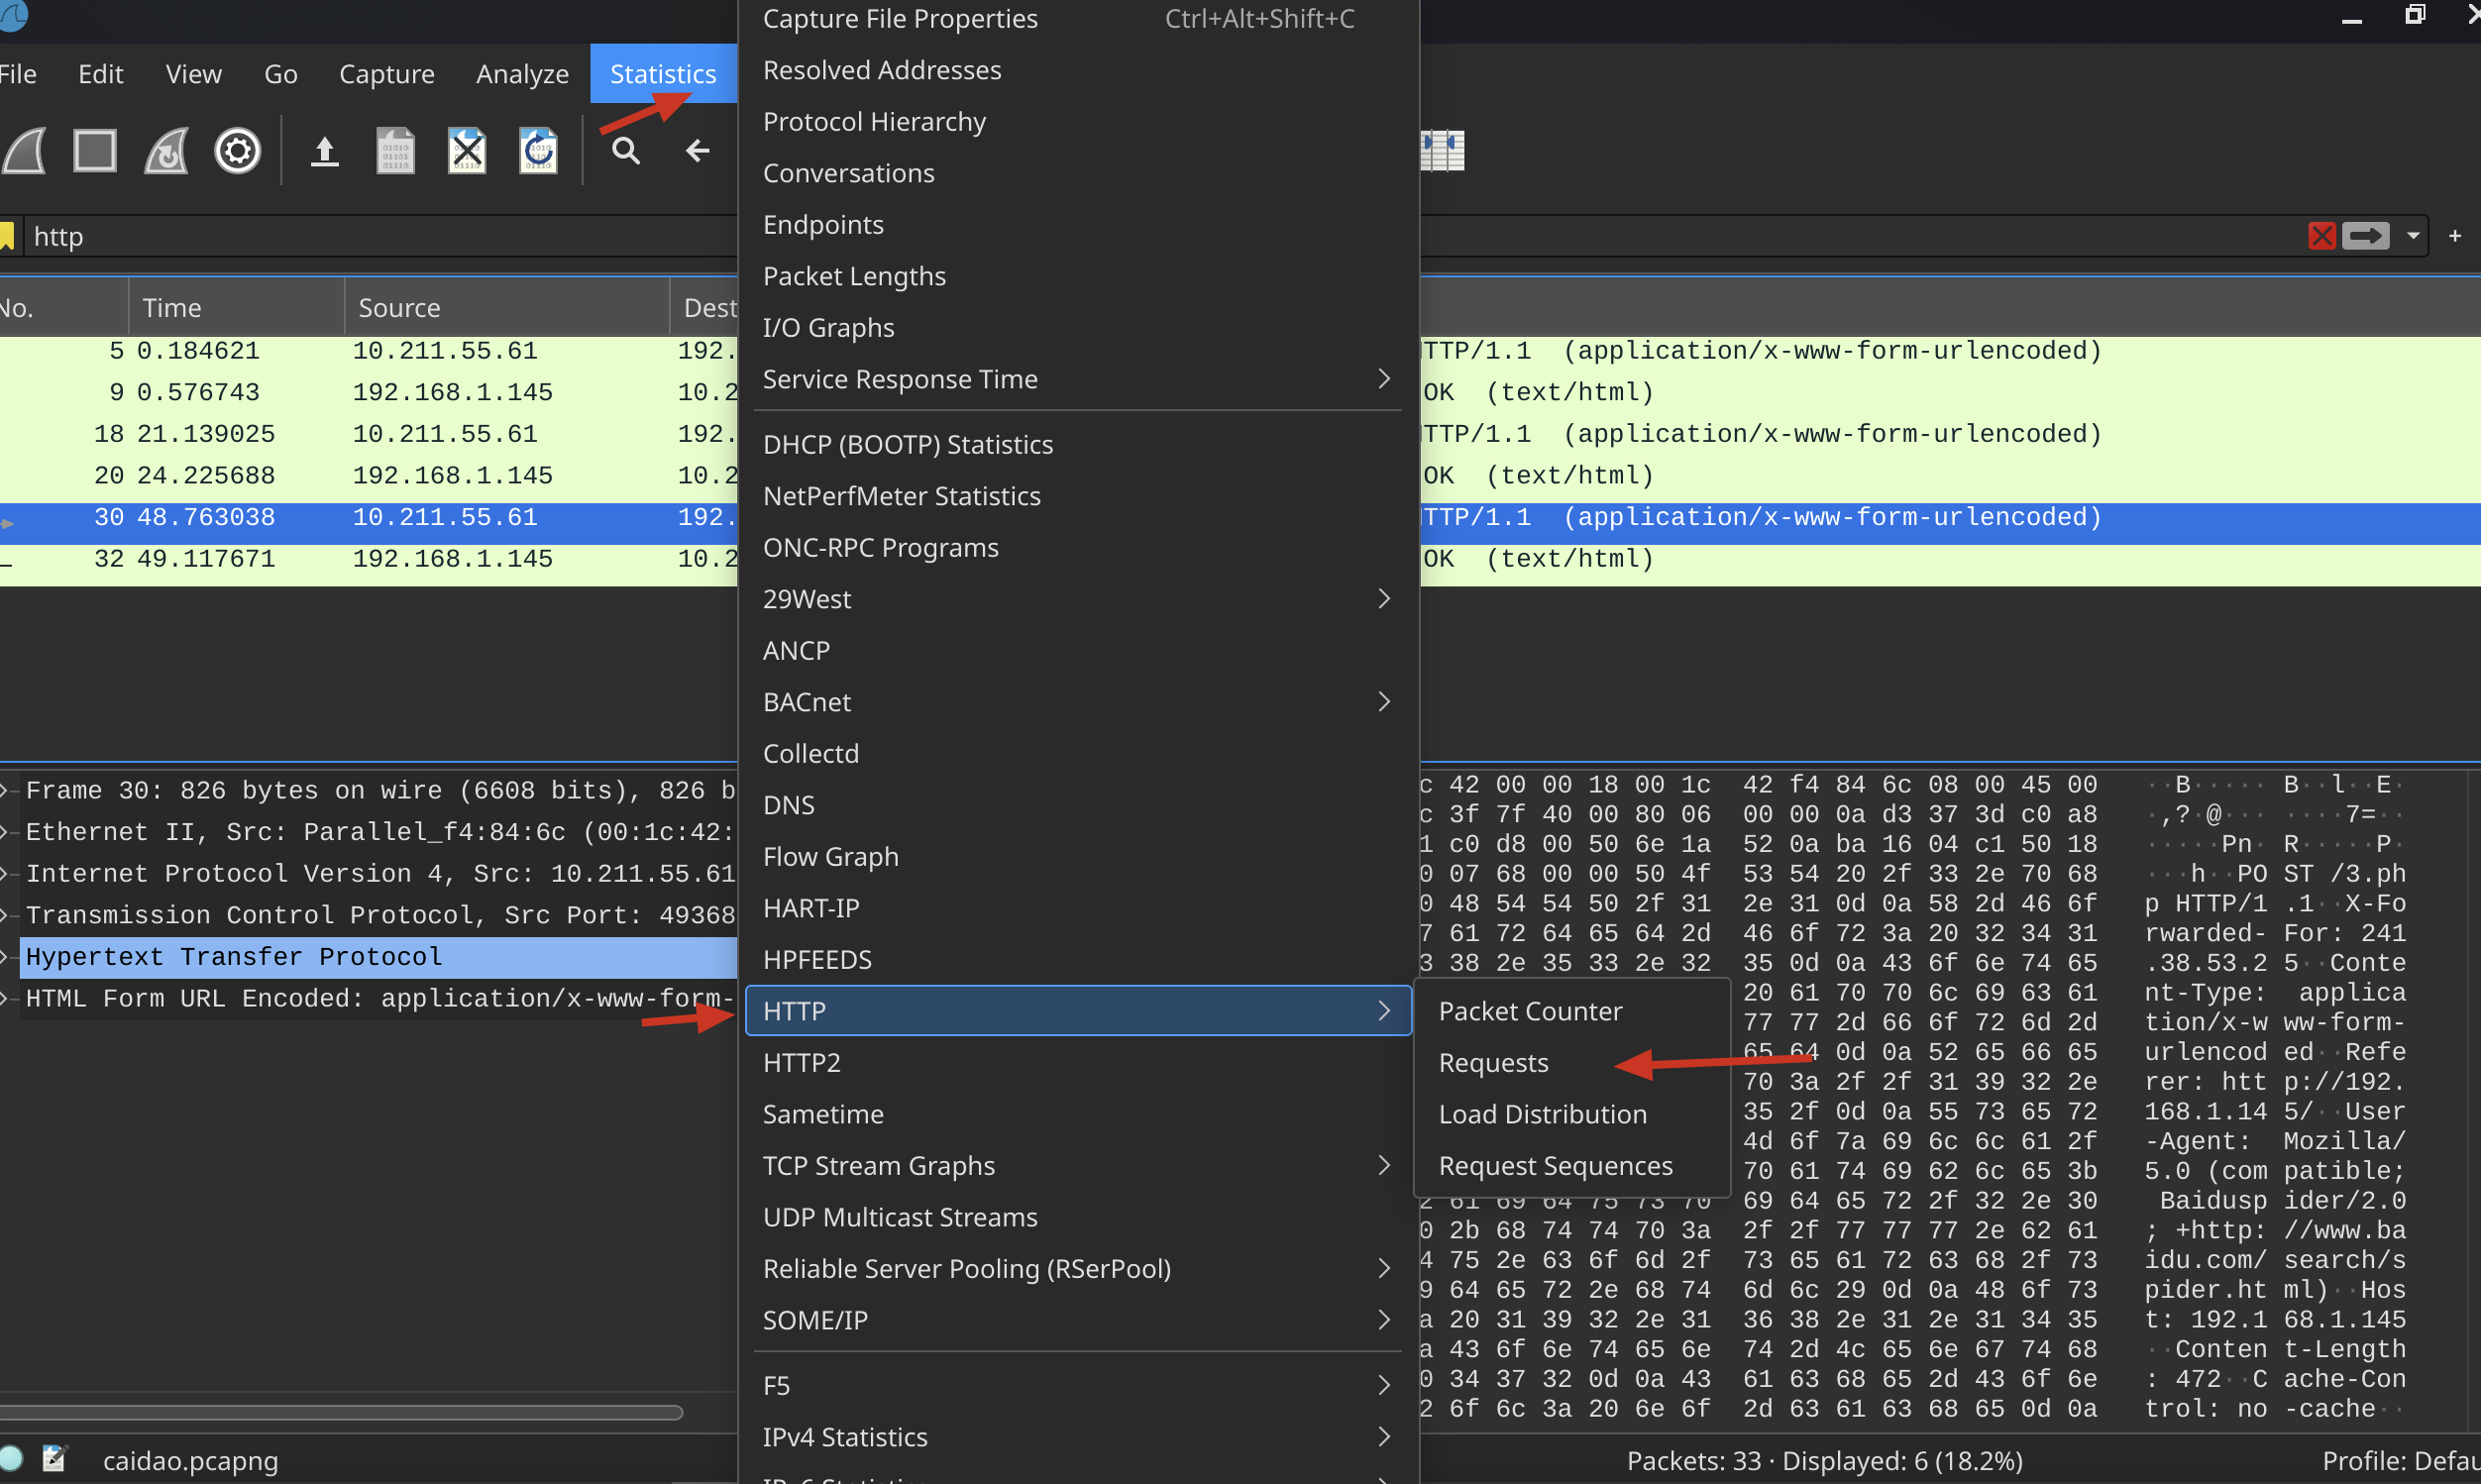 File Edit View Go Capture Analyze Statistics
http
+
No. Time Source Dest
5 0.184621 10.211.55.61 192.
TTP/1.1 (application/x-www-form-urlencoded)
9 0.576743 192.168.1.145 10.2
OK (text/html)
18 21.139025 10.211.55.61 192.
TTP/1.1 (application/x-www-form-urlencoded)
20 24.225688 192.168.1.145 10.2
OK (text/html)
30 48.763038 10.211.55.61 192.
TTP/1.1 (application/x-www-form-urlencoded)
32 49.117671 192.168.1.145 10.2
OK (text/html)
Capture File Properties Ctrl+Alt+Shift+C
Resolved Addresses
Protocol Hierarchy
Conversations
Endpoints
Packet Lengths
I/O Graphs
Service Response Time
DHCP (BOOTP) Statistics
NetPerfMeter Statistics
ONC-RPC Programs
29West
ANCP
BACnet
Collectd
DNS
Flow Graph
HART-IP
HPFEEDS
HTTP
HTTP2
Sametime
TCP Stream Graphs
UDP Multicast Streams
Reliable Server Pooling (RSerPool)
SOME/IP
F5
IPv4 Statistics
Packet Counter
Requests
Load Distribution
Request Sequences
Frame 30: 826 bytes on wire (6608 bits), 826 b
Ethernet II, Src: Parallel_f4:84:6c (00:1c:42:
Internet Protocol Version 4, Src: 10.211.55.61
Transmission Control Protocol, Src Port: 49368
Hypertext Transfer Protocol
HTML Form URL Encoded: application/x-www-form-
c 42 00 00 18 00 1c 42 f4 84 6c 08 00 45 00 ··B····· B··l··E·
c 3f 7f 40 00 80 06 00 00 0a d3 37 3d c0 a8 ·,?·@··· ····7=··
1 c0 d8 00 50 6e 1a 52 0a ba 16 04 c1 50 18 ·····Pn· R·····P·
0 07 68 00 00 50 4f 53 54 20 2f 33 2e 70 68 ···h··PO ST /3.ph
0 48 54 54 50 2f 31 2e 31 0d 0a 58 2d 46 6f p HTTP/1 .1··X-Fo
7 61 72 64 65 64 2d 46 6f 72 3a 20 32 34 31 rwarded- For: 241
3 38 2e 35 33 2e 32 35 0d 0a 43 6f 6e 74 65 .38.53.2 5··Conte
20 61 70 70 6c 69 63 61 nt-Type: applica
77 77 2d 66 6f 72 6d 2d tion/x-w ww-form-
65 64 0d 0a 52 65 66 65 urlencod ed··Refe
70 3a 2f 2f 31 39 32 2e rer: htt p://192.
35 2f 0d 0a 55 73 65 72 168.1.14 5/··User
4d 6f 7a 69 6c 6c 61 2f -Agent: Mozilla/
70 61 74 69 62 6c 65 3b 5.0 (com patible;
2 61 69 64 75 73 70 69 64 65 72 2f 32 2e 30 Baidusp ider/2.0
0 2b 68 74 74 70 3a 2f 2f 77 77 77 2e 62 61 ; +http: //www.ba
4 75 2e 63 6f 6d 2f 73 65 61 72 63 68 2f 73 idu.com/ search/s
9 64 65 72 2e 68 74 6d 6c 29 0d 0a 48 6f 73 pider.ht ml)··Hos
a 20 31 39 32 2e 31 36 38 2e 31 2e 31 34 35 t: 192.1 68.1.145
a 43 6f 6e 74 65 6e 74 2d 4c 65 6e 67 74 68 ··Conten t-Length
0 34 37 32 0d 0a 43 61 63 68 65 2d 43 6f 6e : 472··C ache-Con
2 6f 6c 3a 20 6e 6f 2d 63 61 63 68 65 0d 0a trol: no -cache··
caidao.pcapng
Packets: 33 · Displayed: 6 (18.2%)
Profile: Defau